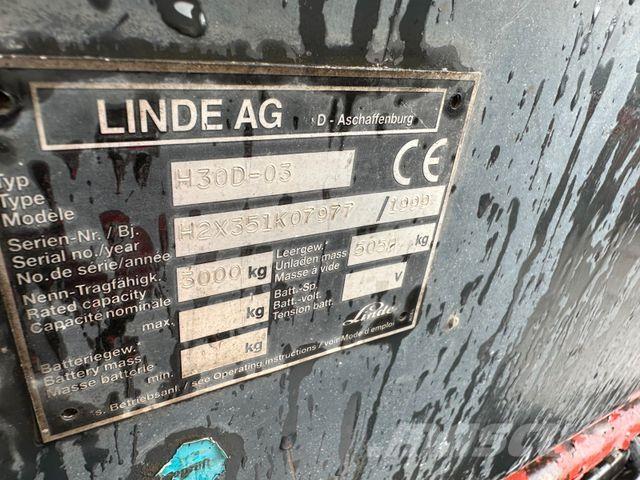 LINDE AG D - Aschaffenburg
Typ
Type
Modèle
H30D-03
CE
Serien-Nr. / Bj.
Serial no./year
No. de série/année
H2X351K07977 / 1999
Nenn-Tragfähigk.
Rated capacity
Capacité nominale
3000 kg
Leergew.
Unladen mass
Masse à vide
kg
Batt.-Sp.
Batt.-volt.
Tension batt.
V
Batteriegew.
Battery mass
Masse batterie
max. kg
min. kg
Linde
s. Betriebsanl. / see Operating instructions / voir Mode d'emploi